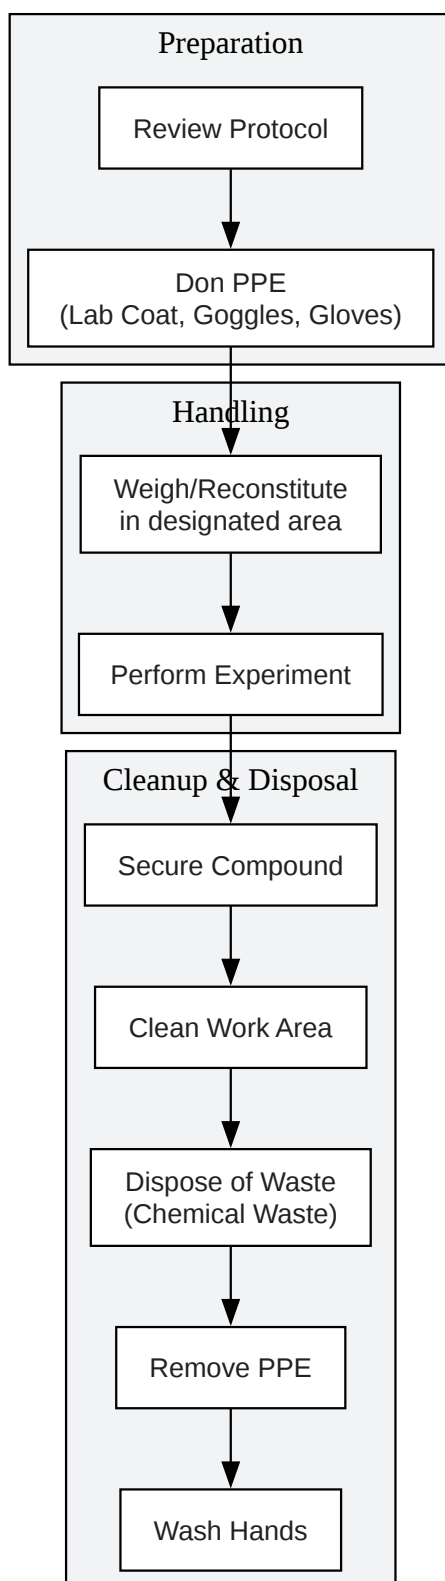 Preparation
Review Protocol
Don PPE
(Lab Coat, Goggles, Gloves)
Handling
Weigh/Reconstitute
in designated area
Perform Experiment
Cleanup & Disposal
Secure Compound
Clean Work Area
Dispose of Waste
(Chemical Waste)
Remove PPE
Wash Hands